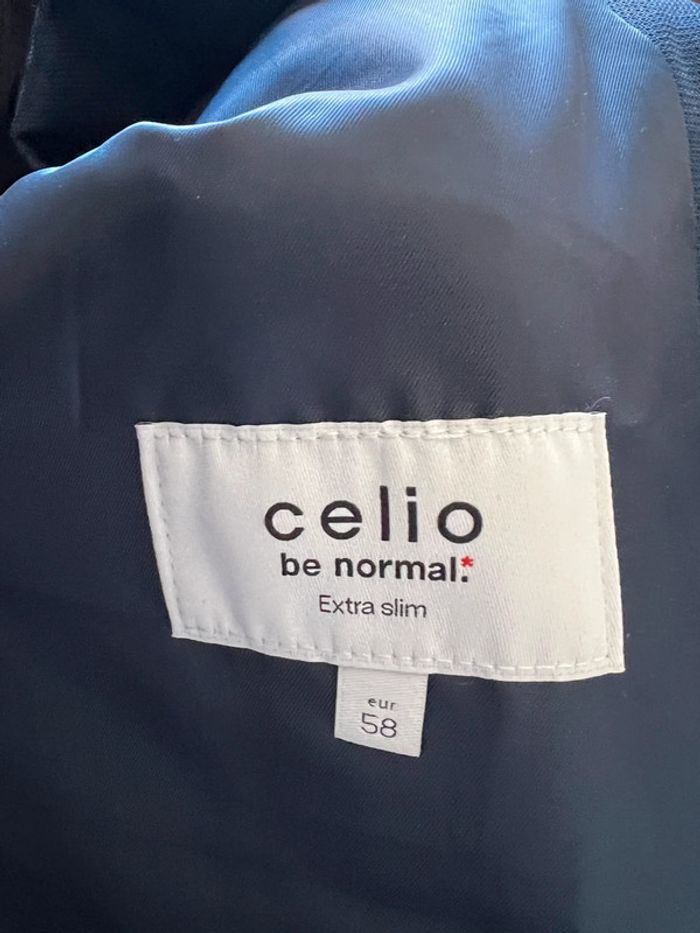 celio
be normal.*
Extra slim
eur
58